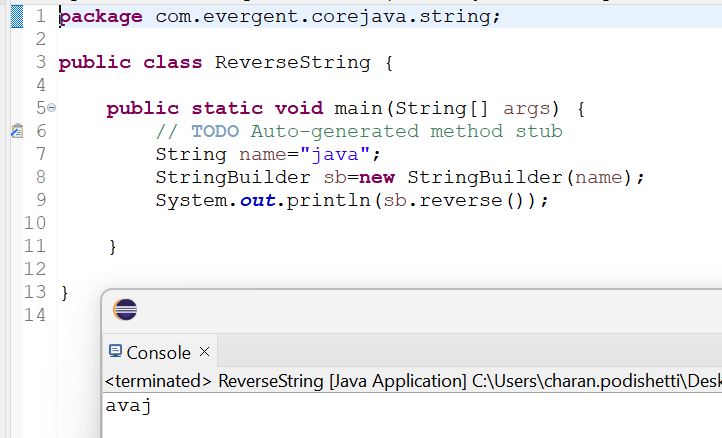 1 package com.evergent.corejava.string;
2
3 public class ReverseString {
4
5     public static void main(String[] args) {
6         // TODO Auto-generated method stub
7         String name="java";
8         StringBuilder sb=new StringBuilder(name);
9         System.out.println(sb.reverse());
10
11     }
12
13 }
14
Console ×
<terminated> ReverseString [Java Application] C:\Users\charan.podishetti\Desk
avaj